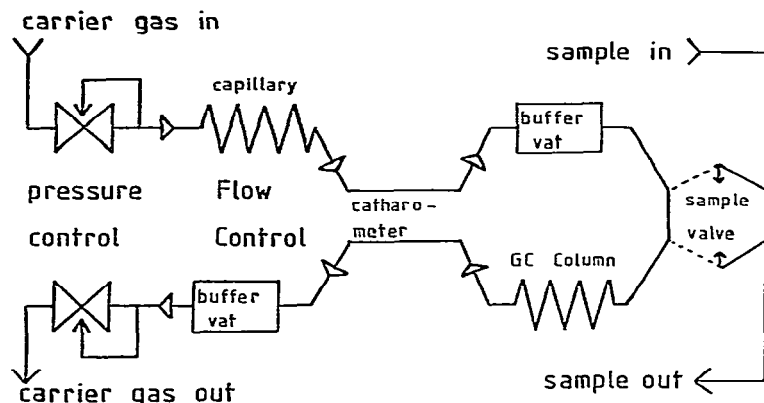 carrier gas in
sample in
capillary
buffer
vat
pressure
control
Flow
Control
catharo-
meter
sample
valve
GC Column
buffer
vat
carrier gas out
sample out